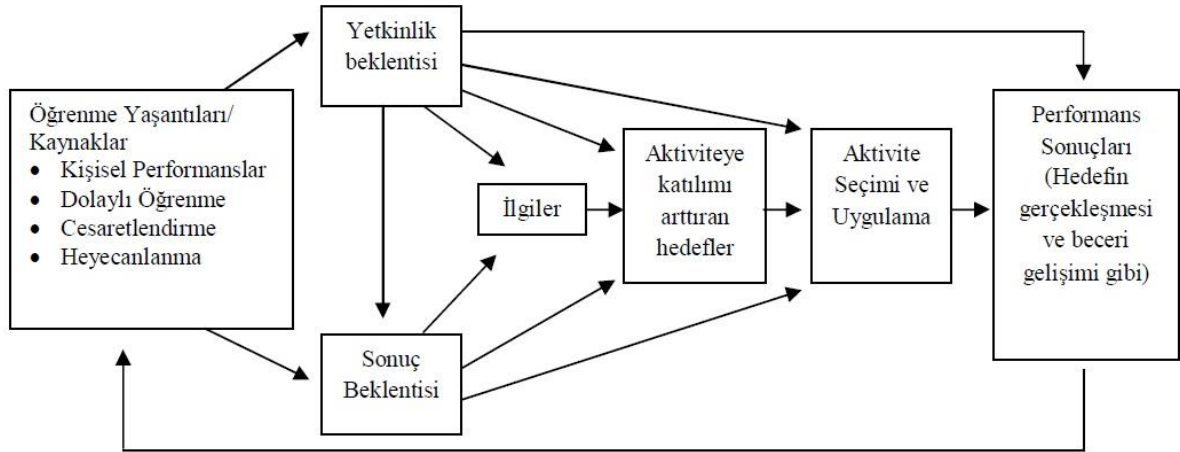 Yetkinlik
beklentisi
Öğrenme Yaşantıları/
Kaynaklar
• Kişisel Performanslar
• Dolaylı Öğrenme
• Cesaretlendirme
• Heyecanlanma
İlgiler
Aktiviteye
katılımı
arttıran
hedefler
Aktivite
Seçimi ve
Uygulama
Performans
Sonuçları
(Hedefin
gerçekleşmesi
ve beceri
gelişimi gibi)
Sonuç
Beklentisi